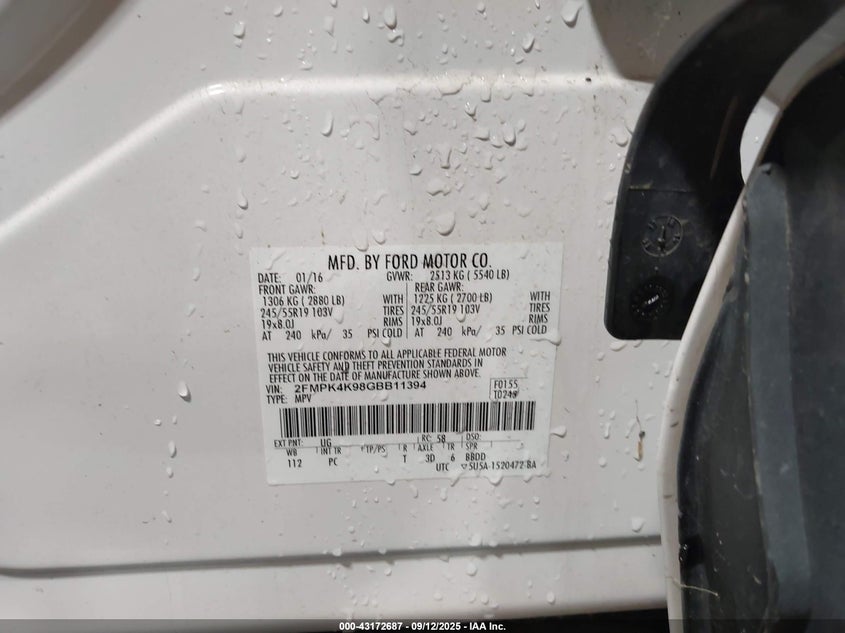 MFD. BY FORD MOTOR CO.
DATE: 01/16 GVWR: 2513 KG ( 5540 LB)
FRONT GAWR: REAR GAWR:
1306 KG ( 2880 LB) WITH 1225 KG ( 2700 LB) WITH
245/55R19 103V TIRES 245/55R19 103V TIRES
19x8.0J RIMS 19x8.0J RIMS
AT 240 kPa/ 35 PSI COLD AT 240 kPa/ 35 PSI COLD
THIS VEHICLE CONFORMS TO ALL APPLICABLE FEDERAL MOTOR
VEHICLE SAFETY AND THEFT PREVENTION STANDARDS IN
EFFECT ON THE DATE OF MANUFACTURE SHOWN ABOVE.
VIN: 2FMPK4K98GBB11394 F0155
TYPE: MPV T0245
EXT PNT: UG RC: 58 DSO:
WB INT TR TP/PS R AXLE TR SPR
112 PC T 3D 6 BBDD
UTC 5U5A-1520472-BA
000-43172687 - 09/12/2025 - IAA Inc.